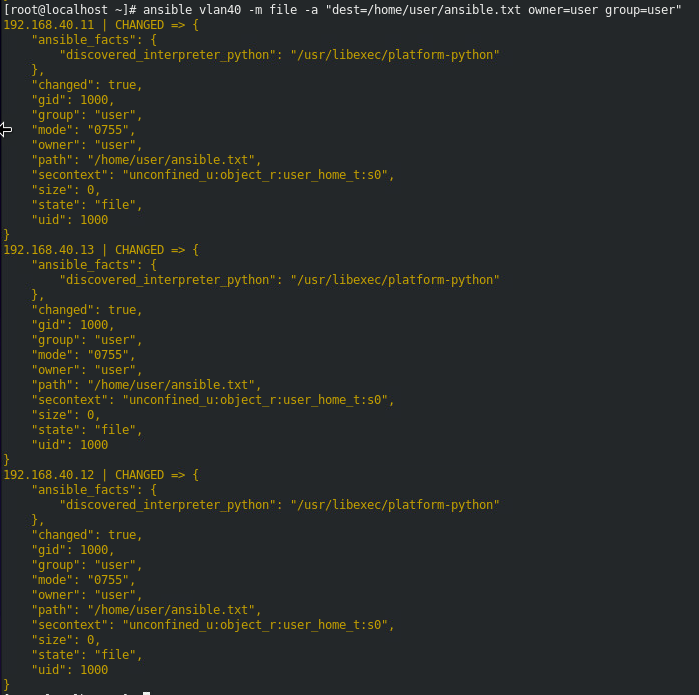 [root@localhost ~]# ansible vlan40 -m file -a "dest=/home/user/ansible.txt owner=user group=user"
192.168.40.11 | CHANGED => {
    "ansible_facts": {
        "discovered_interpreter_python": "/usr/libexec/platform-python"
    },
    "changed": true,
    "gid": 1000,
    "group": "user",
    "mode": "0755",
    "owner": "user",
    "path": "/home/user/ansible.txt",
    "secontext": "unconfined_u:object_r:user_home_t:s0",
    "size": 0,
    "state": "file",
    "uid": 1000
}
192.168.40.13 | CHANGED => {
    "ansible_facts": {
        "discovered_interpreter_python": "/usr/libexec/platform-python"
    },
    "changed": true,
    "gid": 1000,
    "group": "user",
    "mode": "0755",
    "owner": "user",
    "path": "/home/user/ansible.txt",
    "secontext": "unconfined_u:object_r:user_home_t:s0",
    "size": 0,
    "state": "file",
    "uid": 1000
}
192.168.40.12 | CHANGED => {
    "ansible_facts": {
        "discovered_interpreter_python": "/usr/libexec/platform-python"
    },
    "changed": true,
    "gid": 1000,
    "group": "user",
    "mode": "0755",
    "owner": "user",
    "path": "/home/user/ansible.txt",
    "secontext": "unconfined_u:object_r:user_home_t:s0",
    "size": 0,
    "state": "file",
    "uid": 1000
}